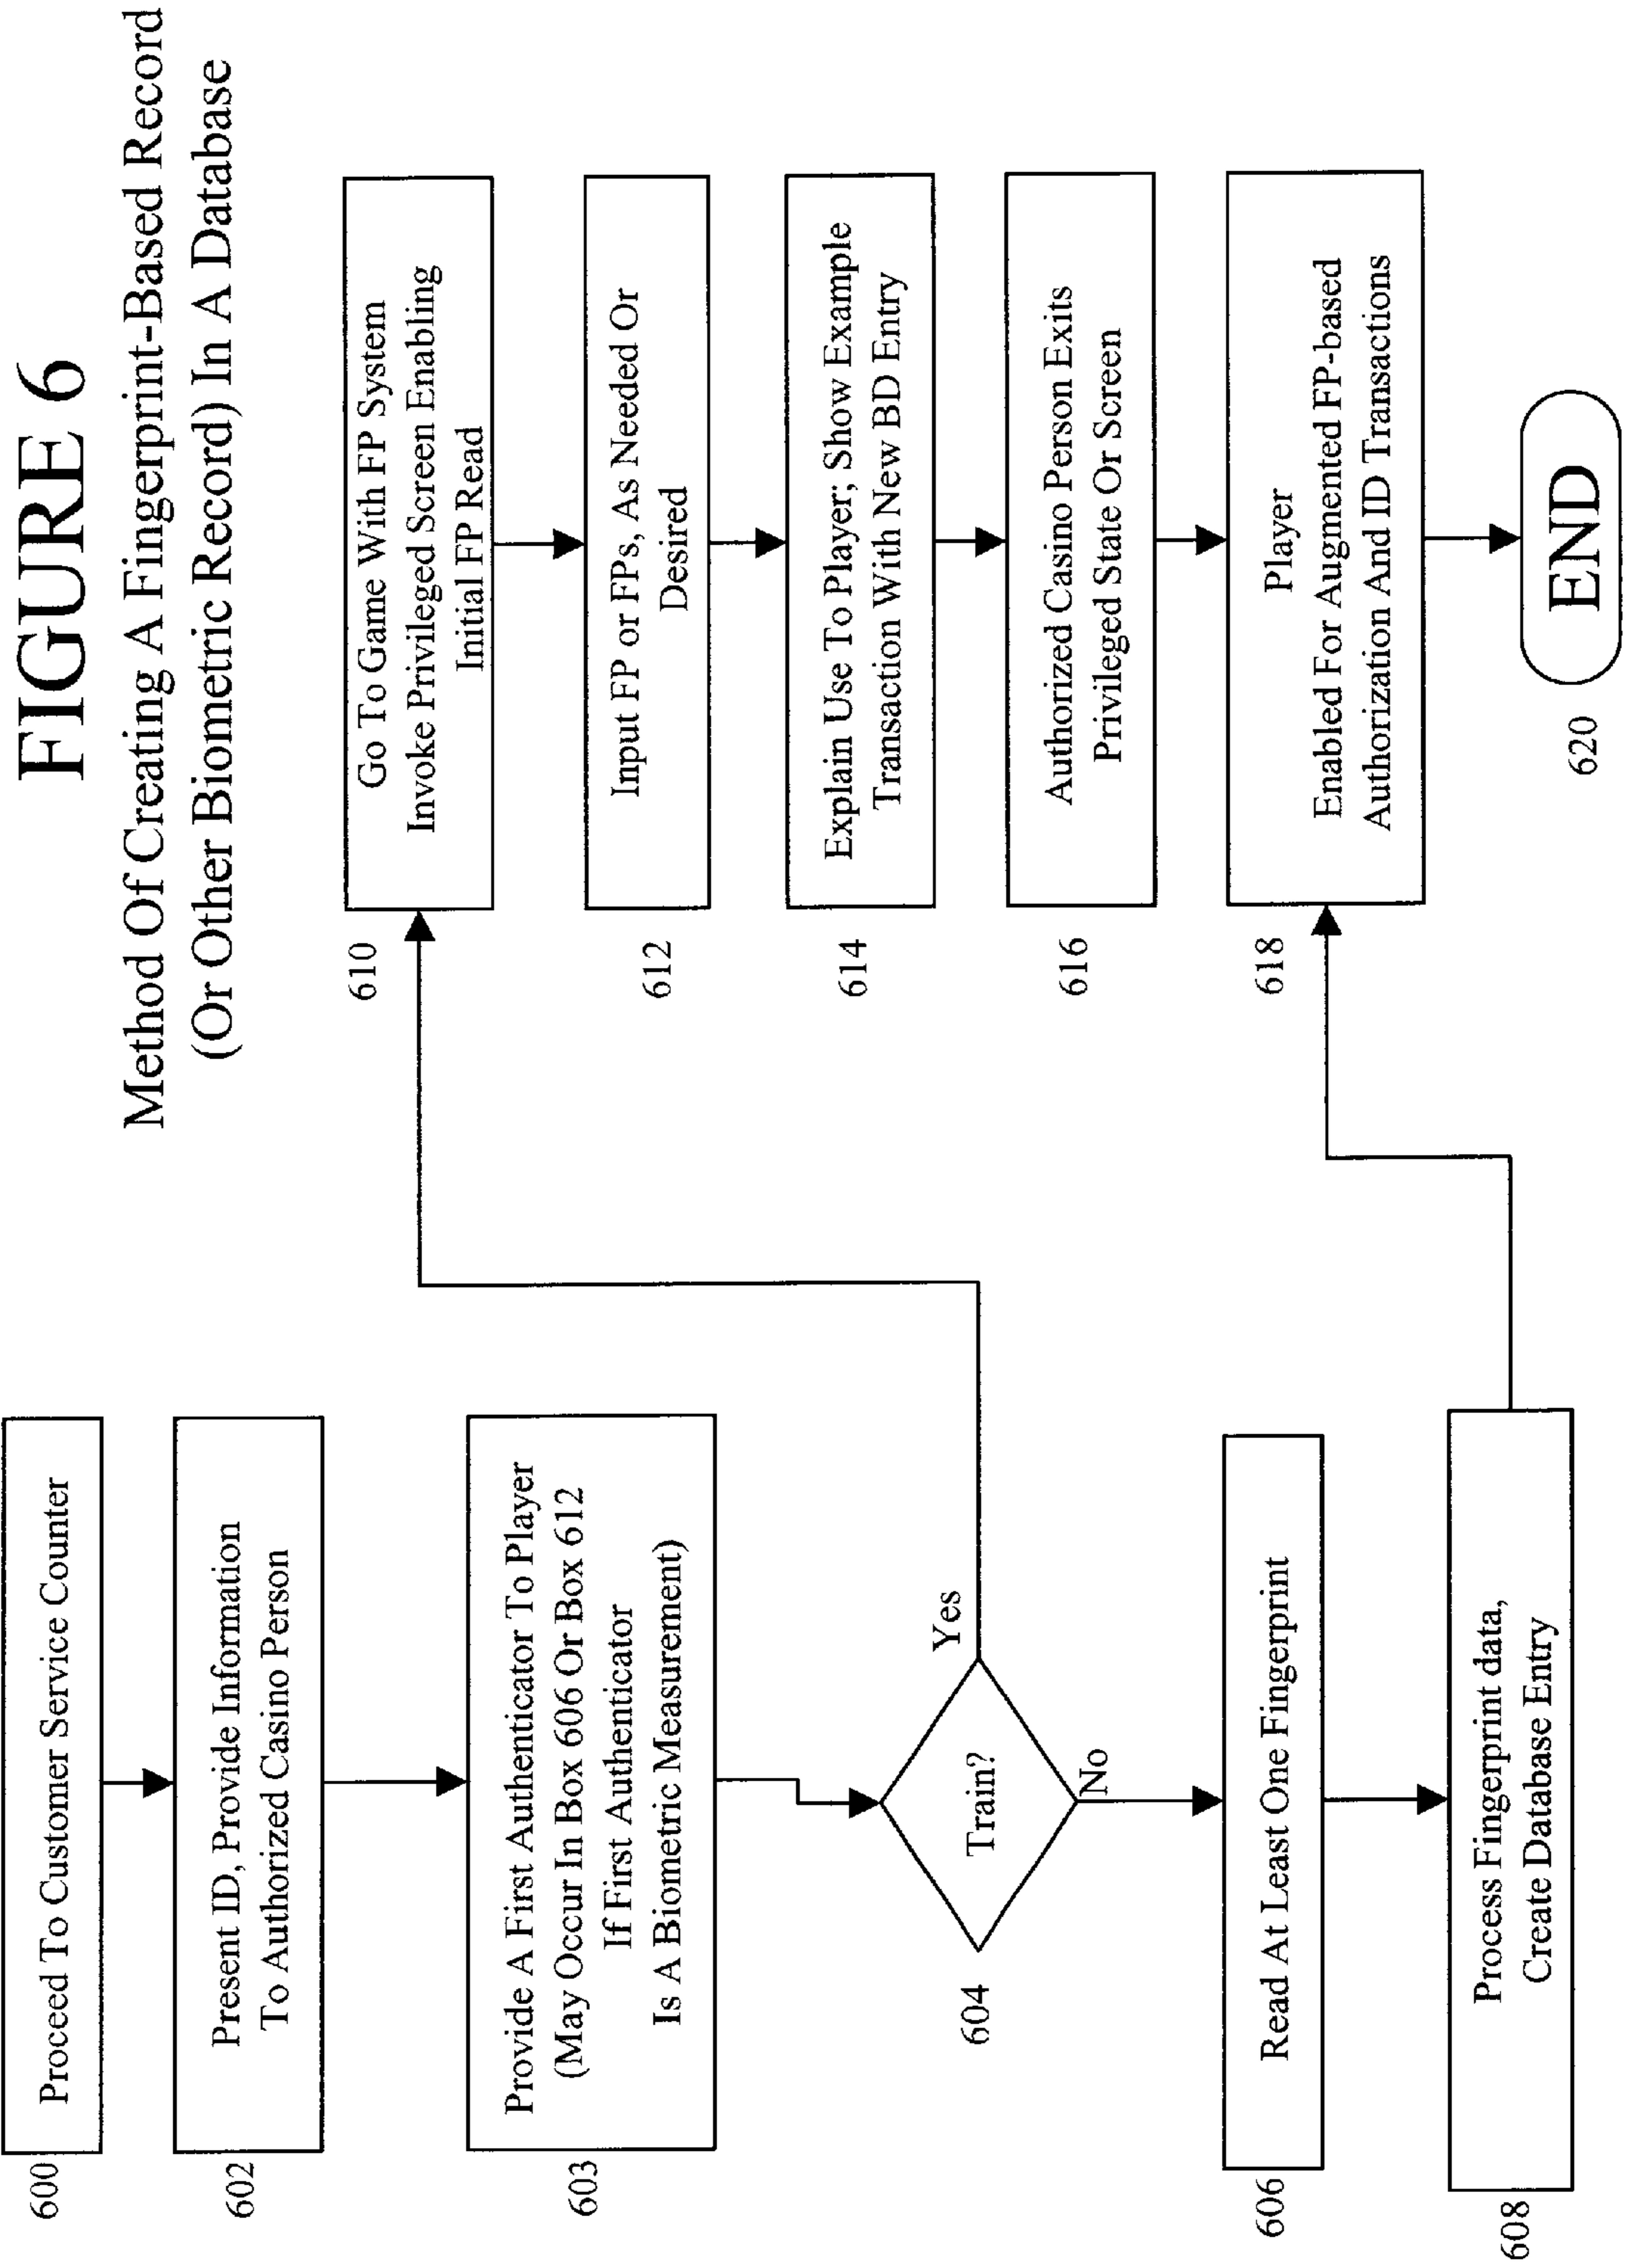 FIGURE 6
Method Of Creating A Fingerprint-Based Record
(Or Other Biometric Record) In A Database
600
Proceed To Customer Service Counter
602
Present ID, Provide Information
To Authorized Casino Person
603
Provide A First Authenticator To Player
(May Occur In Box 606 Or Box 612
If First Authenticator
Is A Biometric Measurement)
604
Train?
Yes
No
606
Read At Least One Fingerprint
608
Process Fingerprint data,
Create Database Entry
610
Go To Game With FP System
Invoke Privileged Screen Enabling
Initial FP Read
612
Input FP or FPs, As Needed Or
Desired
614
Explain Use To Player; Show Example
Transaction With New BD Entry
616
Authorized Casino Person Exits
Privileged State Or Screen
618
Player
Enabled For Augmented FP-based
Authorization And ID Transactions
620
END